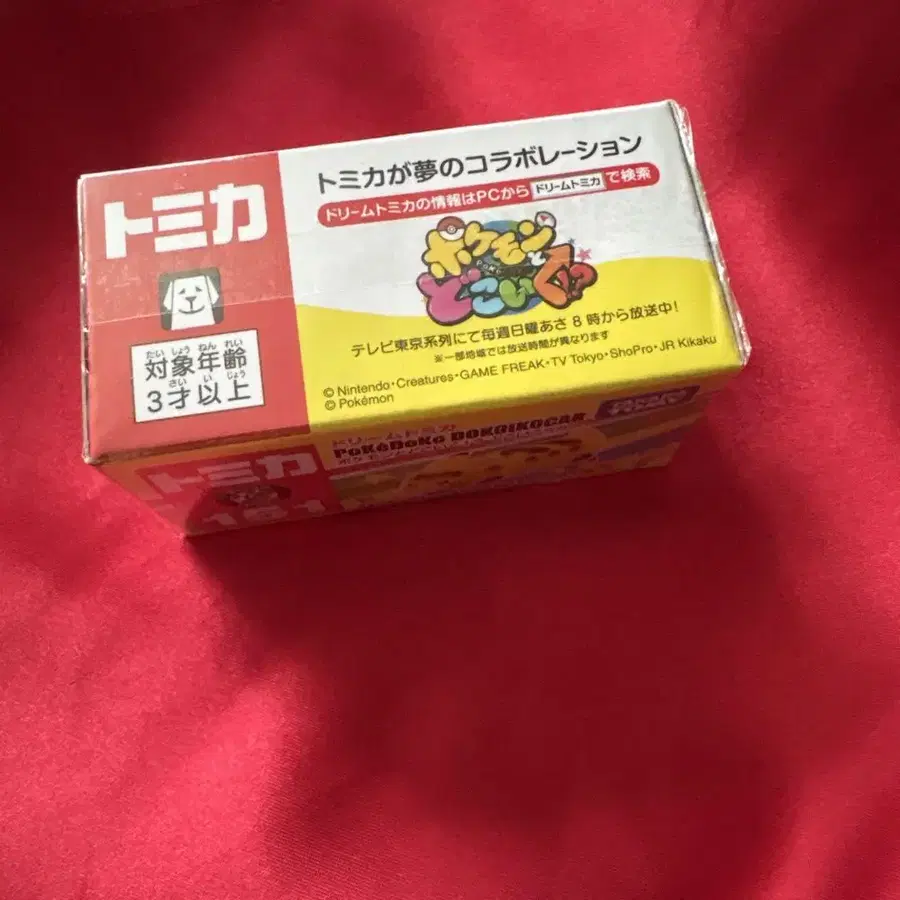 トミカ
対象年齢
たいしょうねんれい
3才以上
さいいじょう
トミカが夢のコラボレーション
ドリームトミカの情報はPCから ドリームトミカ で検索
ポケモン
どこいく!?
テレビ東京系列にて毎週日曜あさ8時から放送中!
※一部地域では放送時間が異なります
© Nintendo・Creatures・GAME FREAK・TV Tokyo・ShoPro・JR Kikaku
© Pokémon
ドリームトミカ
PoKéDoKo DoKoIKoCAR
トミカ